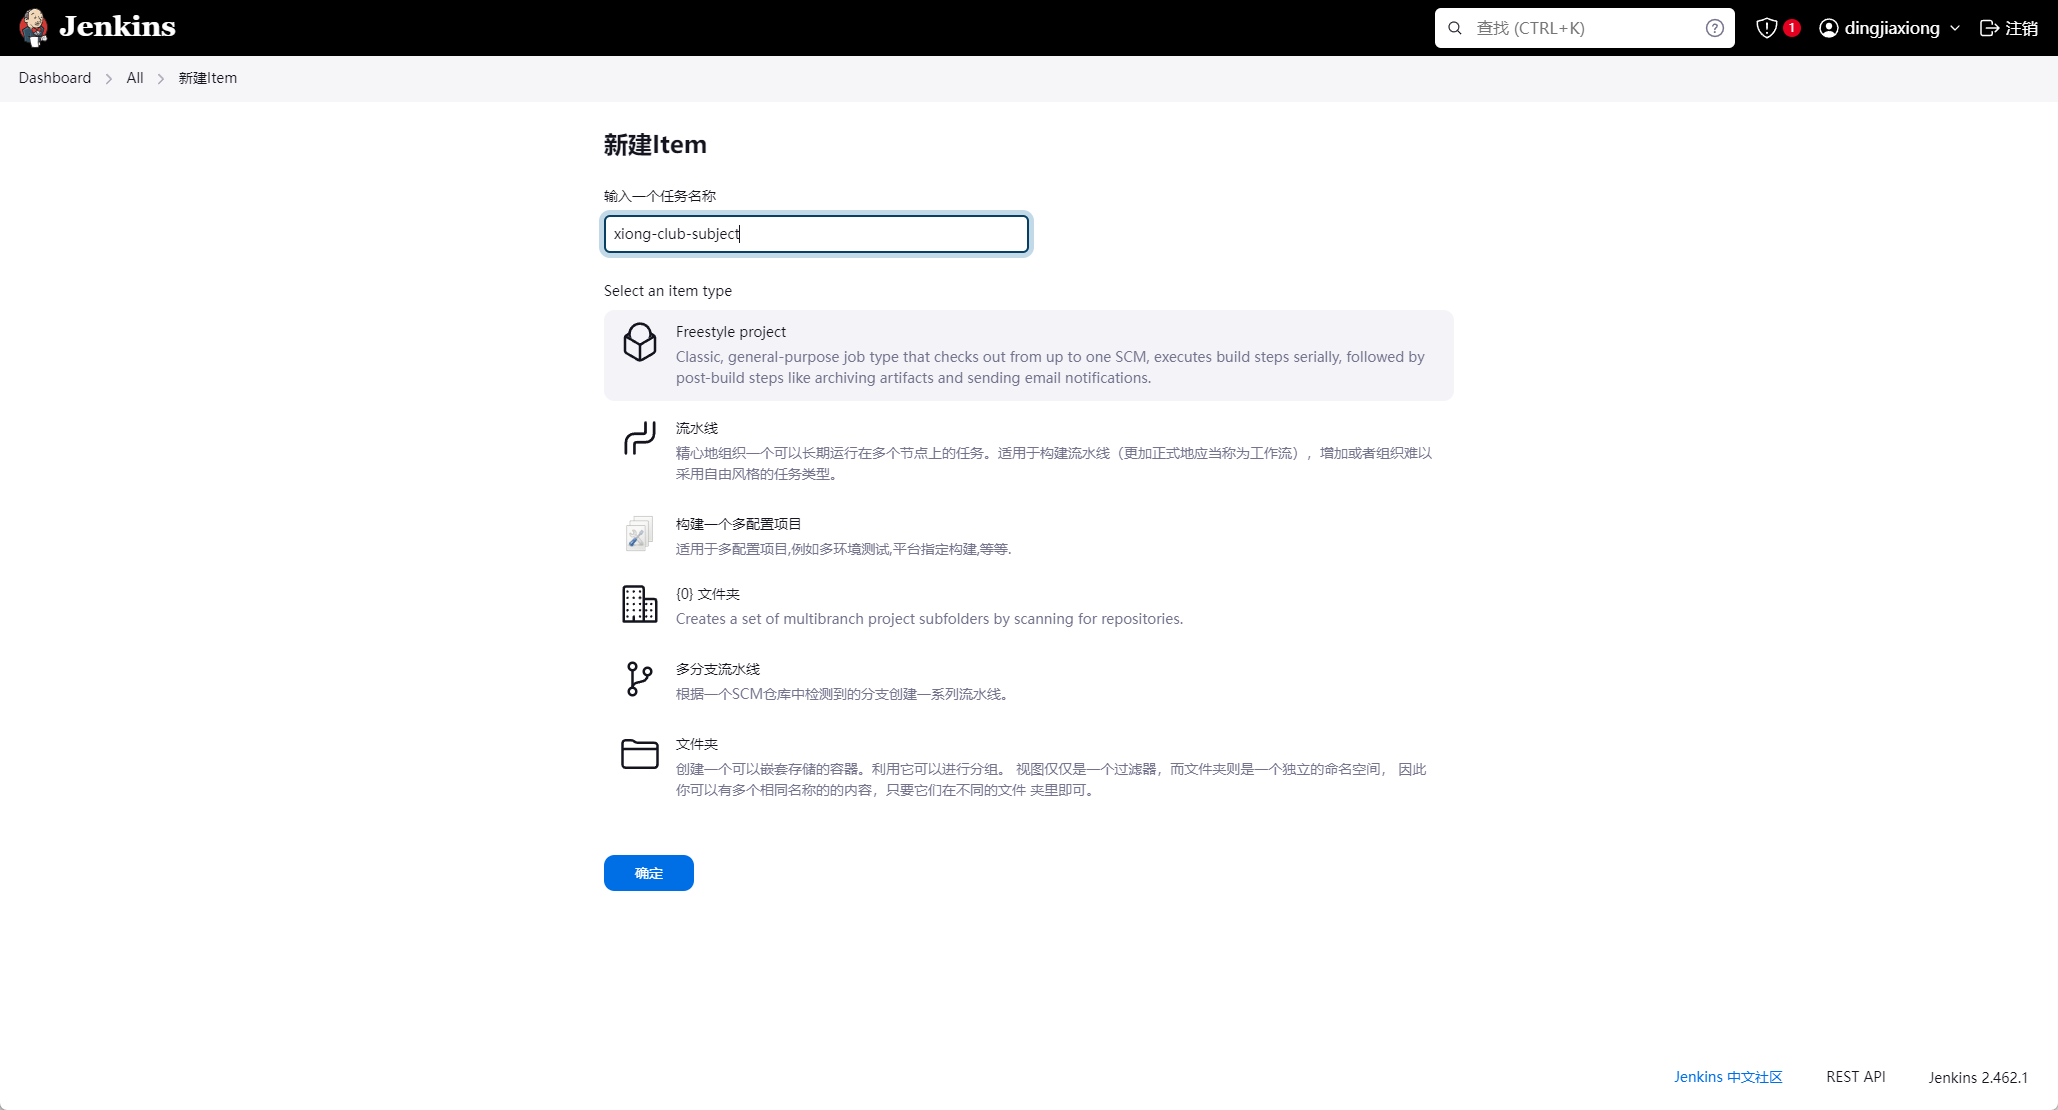 Jenkins
查找 (CTRL+K)
1
dingjiaxiong
注销
Dashboard
All
新建Item
新建Item
输入一个任务名称
xiong-club-subject
Select an item type
Freestyle project
Classic, general-purpose job type that checks out from up to one SCM, executes build steps serially, followed by
post-build steps like archiving artifacts and sending email notifications.
流水线
精心地组织一个可以长期运行在多个节点上的任务。适用于构建流水线（更加正式地应当称为工作流），增加或者组织难以
采用自由风格的任务类型。
构建一个多配置项目
适用于多配置项目,例如多环境测试,平台指定构建,等等.
{0} 文件夹
Creates a set of multibranch project subfolders by scanning for repositories.
多分支流水线
根据一个SCM仓库中检测到的分支创建一系列流水线。
文件夹
创建一个可以嵌套存储的容器。利用它可以进行分组。 视图仅仅是一个过滤器，而文件夹则是一个独立的命名空间， 因此
你可以有多个相同名称的的内容，只要它们在不同的文件 夹里即可。
确定
Jenkins 中文社区
REST API
Jenkins 2.462.1